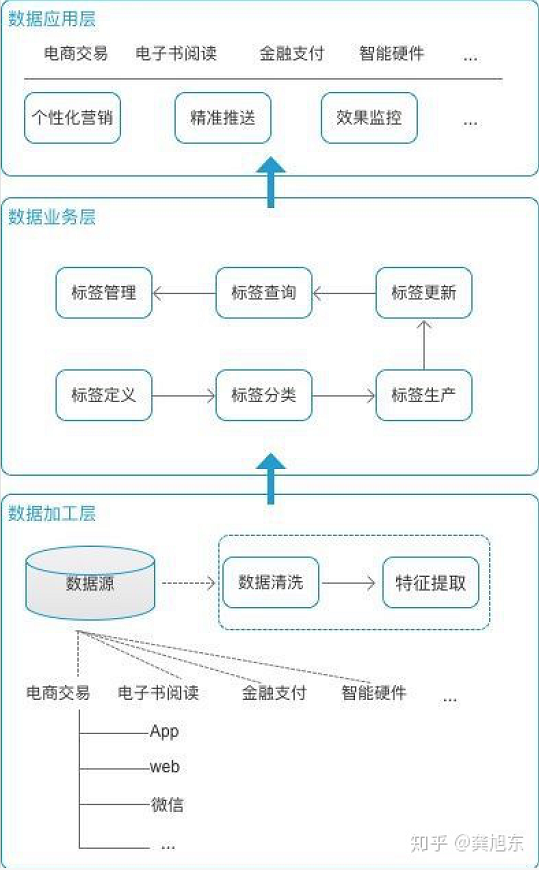 数据应用层
电商交易 电子书阅读 金融支付 智能硬件 ...
个性化营销 精准推送 效果监控 ...
数据业务层
标签管理 标签查询 标签更新
标签定义 标签分类 标签生产
数据加工层
数据源 数据清洗 特征提取
电商交易 电子书阅读 金融支付 智能硬件 ...
App
web
微信
...
知乎 @龚旭东